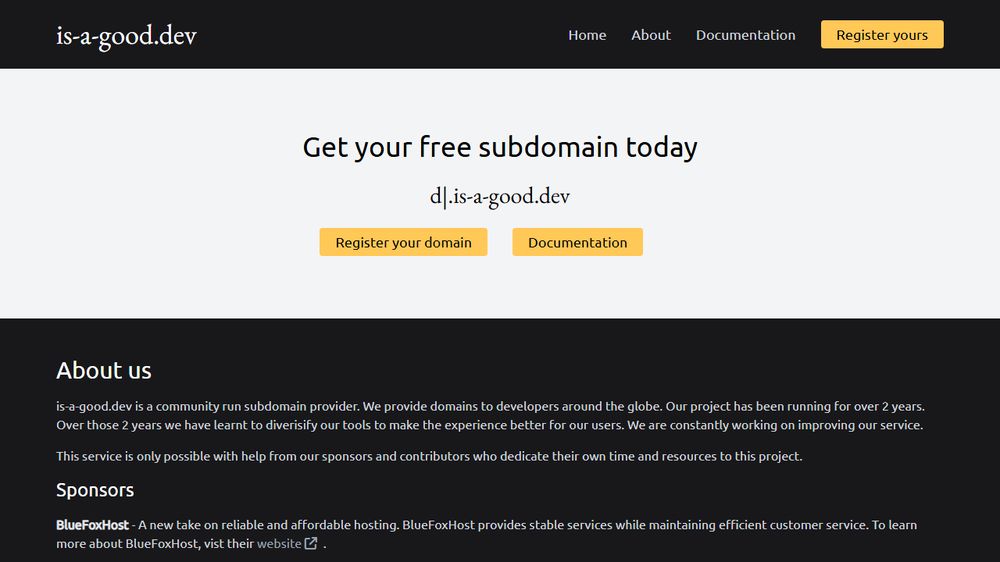 is-a-good.dev
Home About Documentation Register yours
Get your free subdomain today
d|.is-a-good.dev
Register your domain Documentation
About us
is-a-good.dev is a community run subdomain provider. We provide domains to developers around the globe. Our project has been running for over 2 years.
Over those 2 years we have learnt to diverisify our tools to make the experience better for our users. We are constantly working on improving our service.
This service is only possible with help from our sponsors and contributors who dedicate their own time and resources to this project.
Sponsors
BlueFoxHost - A new take on reliable and affordable hosting. BlueFoxHost provides stable services while maintaining efficient customer service. To learn
more about BlueFoxHost, vist their website .